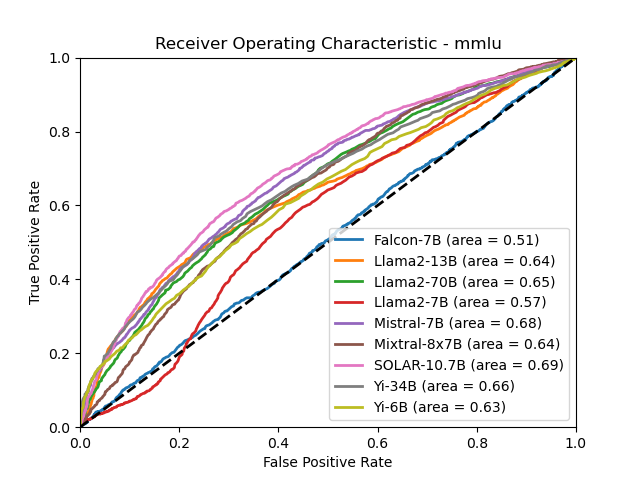 Receiver Operating Characteristic - mmlu
1.0
0.8
0.6
0.4
0.2
0.0
True Positive Rate
Falcon-7B (area = 0.51)
Llama2-13B (area = 0.64)
Llama2-70B (area = 0.65)
Llama2-7B (area = 0.57)
Mistral-7B (area = 0.68)
Mixtral-8x7B (area = 0.64)
SOLAR-10.7B (area = 0.69)
Yi-34B (area = 0.66)
Yi-6B (area = 0.63)
0.0 0.2 0.4 0.6 0.8 1.0
False Positive Rate